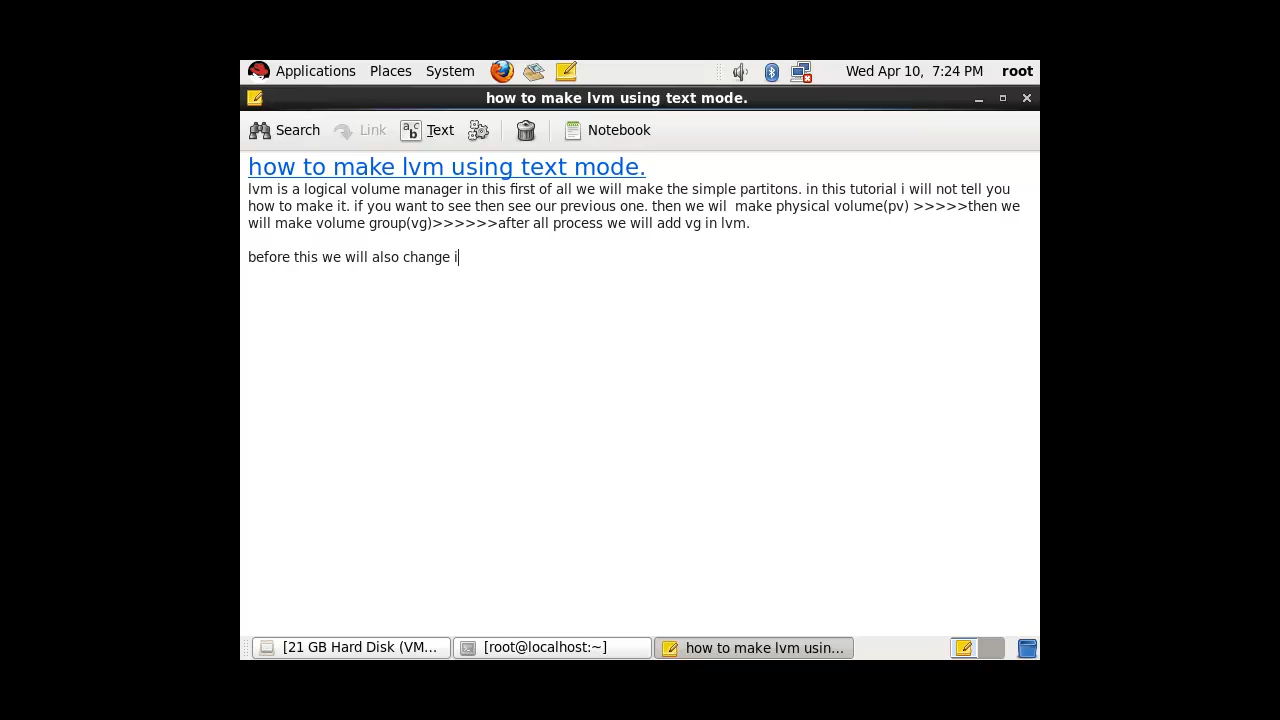 Applications Places System Wed Apr 10, 7:24 PM root
how to make lvm using text mode.
Search Link Text Notebook
how to make lvm using text mode.
lvm is a logical volume manager in this first of all we will make the simple partitons. in this tutorial i will not tell you
how to make it. if you want to see then see our previous one. then we wil  make physical volume(pv) >>>>>then we
will make volume group(vg)>>>>>>after all process we will add vg in lvm.
before this we will also change i
[21 GB Hard Disk (VM... [root@localhost:~] how to make lvm usin...